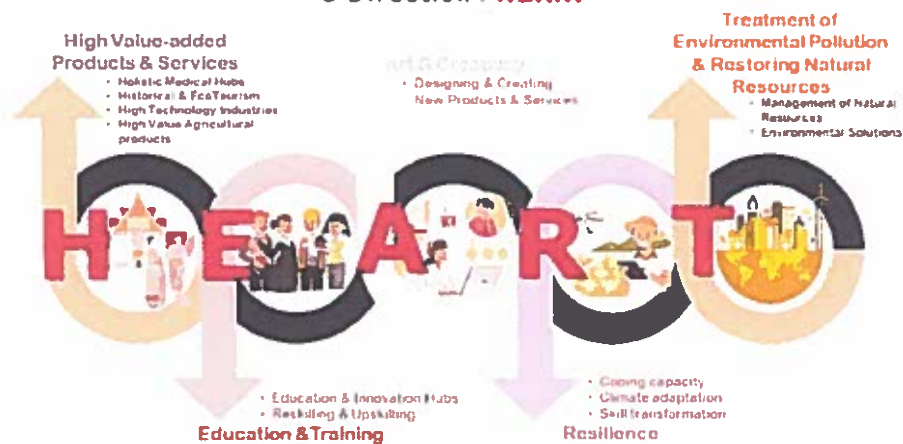 High Value-added
Products & Services
• Holistic Medical Hubs
• Historical & EcoTourism
• High Technology Industries
• High Value Agricultural
products
Art & Creativity
• Designing & Creating
New Products & Services
Treatment of
Environmental Pollution
& Restoring Natural
Resources
• Management of Natural
Resources
• Environmental Solutions
H E A R T
• Education & Innovation Hubs
• Reskilling & Upskilling
Education & Training
• Coping capacity
• Climate adaptation
• Skill transformation
Resilience